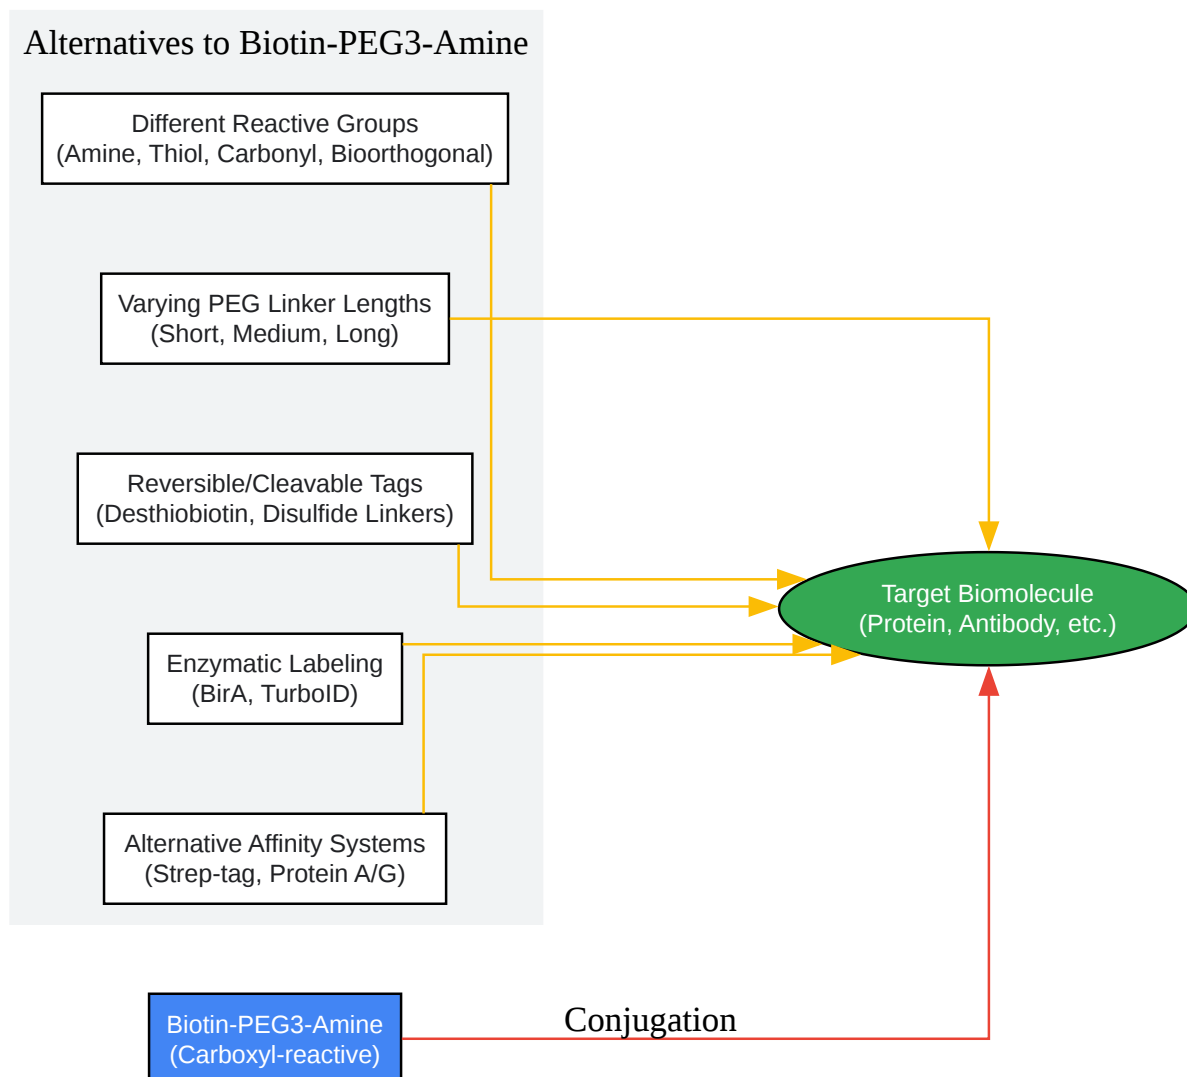 Alternatives to Biotin-PEG3-Amine
Different Reactive Groups
(Amine, Thiol, Carbonyl, Bioorthogonal)
Varying PEG Linker Lengths
(Short, Medium, Long)
Reversible/Cleavable Tags
(Desthiobiotin, Disulfide Linkers)
Target Biomolecule
(Protein, Antibody, etc.)
Enzymatic Labeling
(BirA, TurboID)
Alternative Affinity Systems
(Strep-tag, Protein A/G)
Conjugation
Biotin-PEG3-Amine
(Carboxyl-reactive)